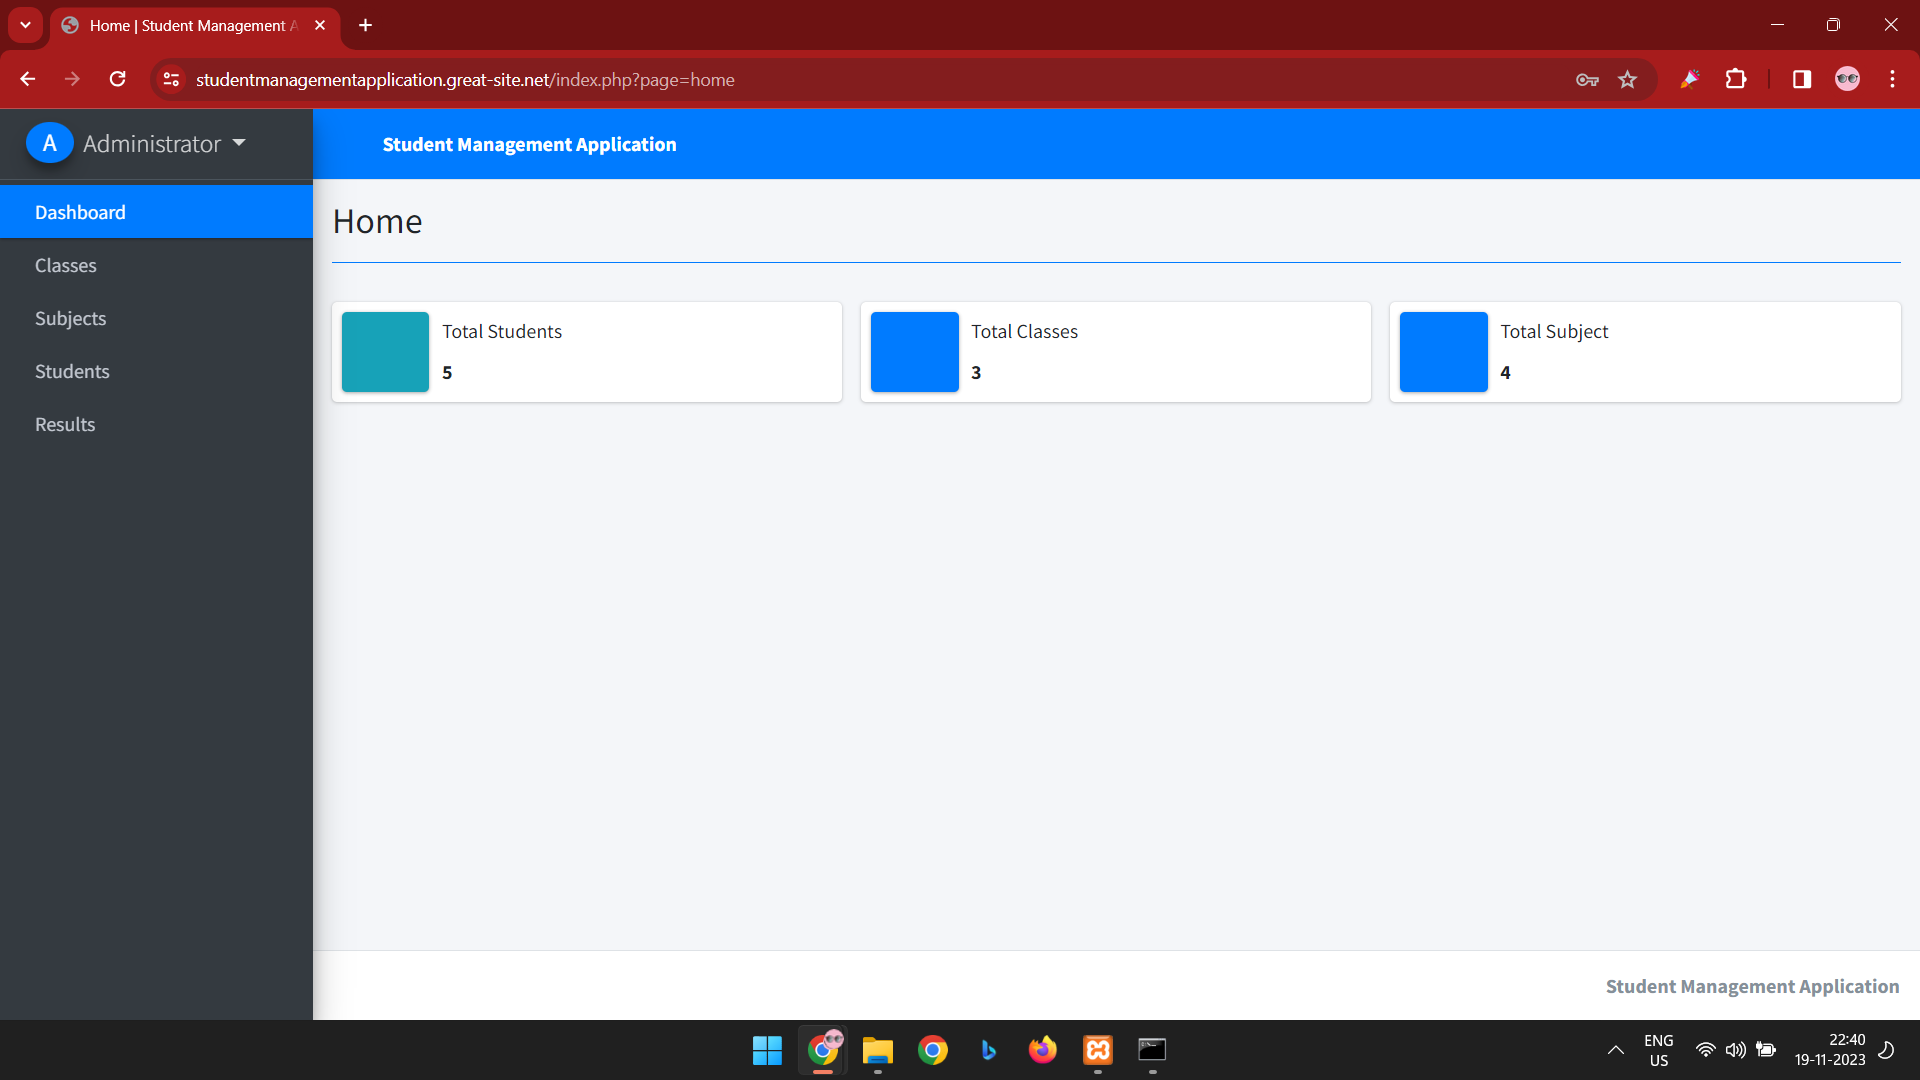 Home | Student Management A
studentmanagementapplication.great-site.net/index.php?page=home
A Administrator
Student Management Application
Dashboard
Classes
Subjects
Students
Results
Home
Total Students
5
Total Classes
3
Total Subject
4
Student Management Application
ENG
US
22:40
19-11-2023